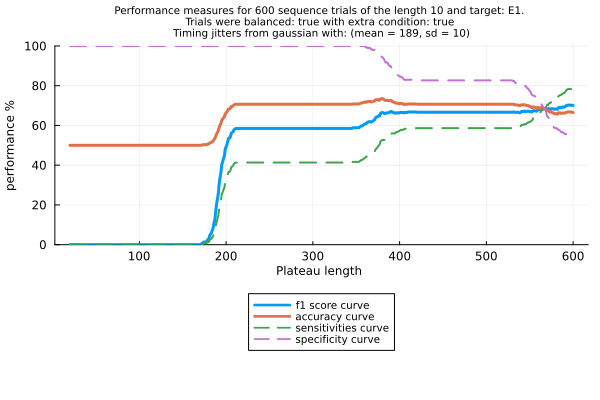 Performance measures for 600 sequence trials of the length 10 and target: E1.
Trials were balanced: true with extra condition: true
Timing jitters from gaussian with: (mean = 189, sd = 10)
100
80
60
40
20
0
performance %
100
200
300
400
500
600
Plateau length
f1 score curve
accuracy curve
sensitivities curve
specificity curve